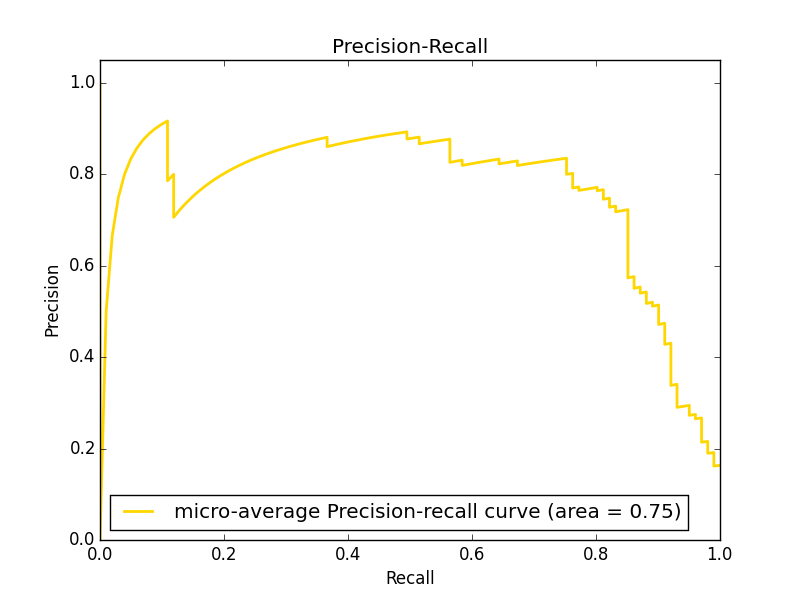 Precision-Recall
1.0
0.8
0.6
0.4
0.2
0.0
Precision
micro-average Precision-recall curve (area = 0.75)
0.0 0.2 0.4 0.6 0.8 1.0
Recall